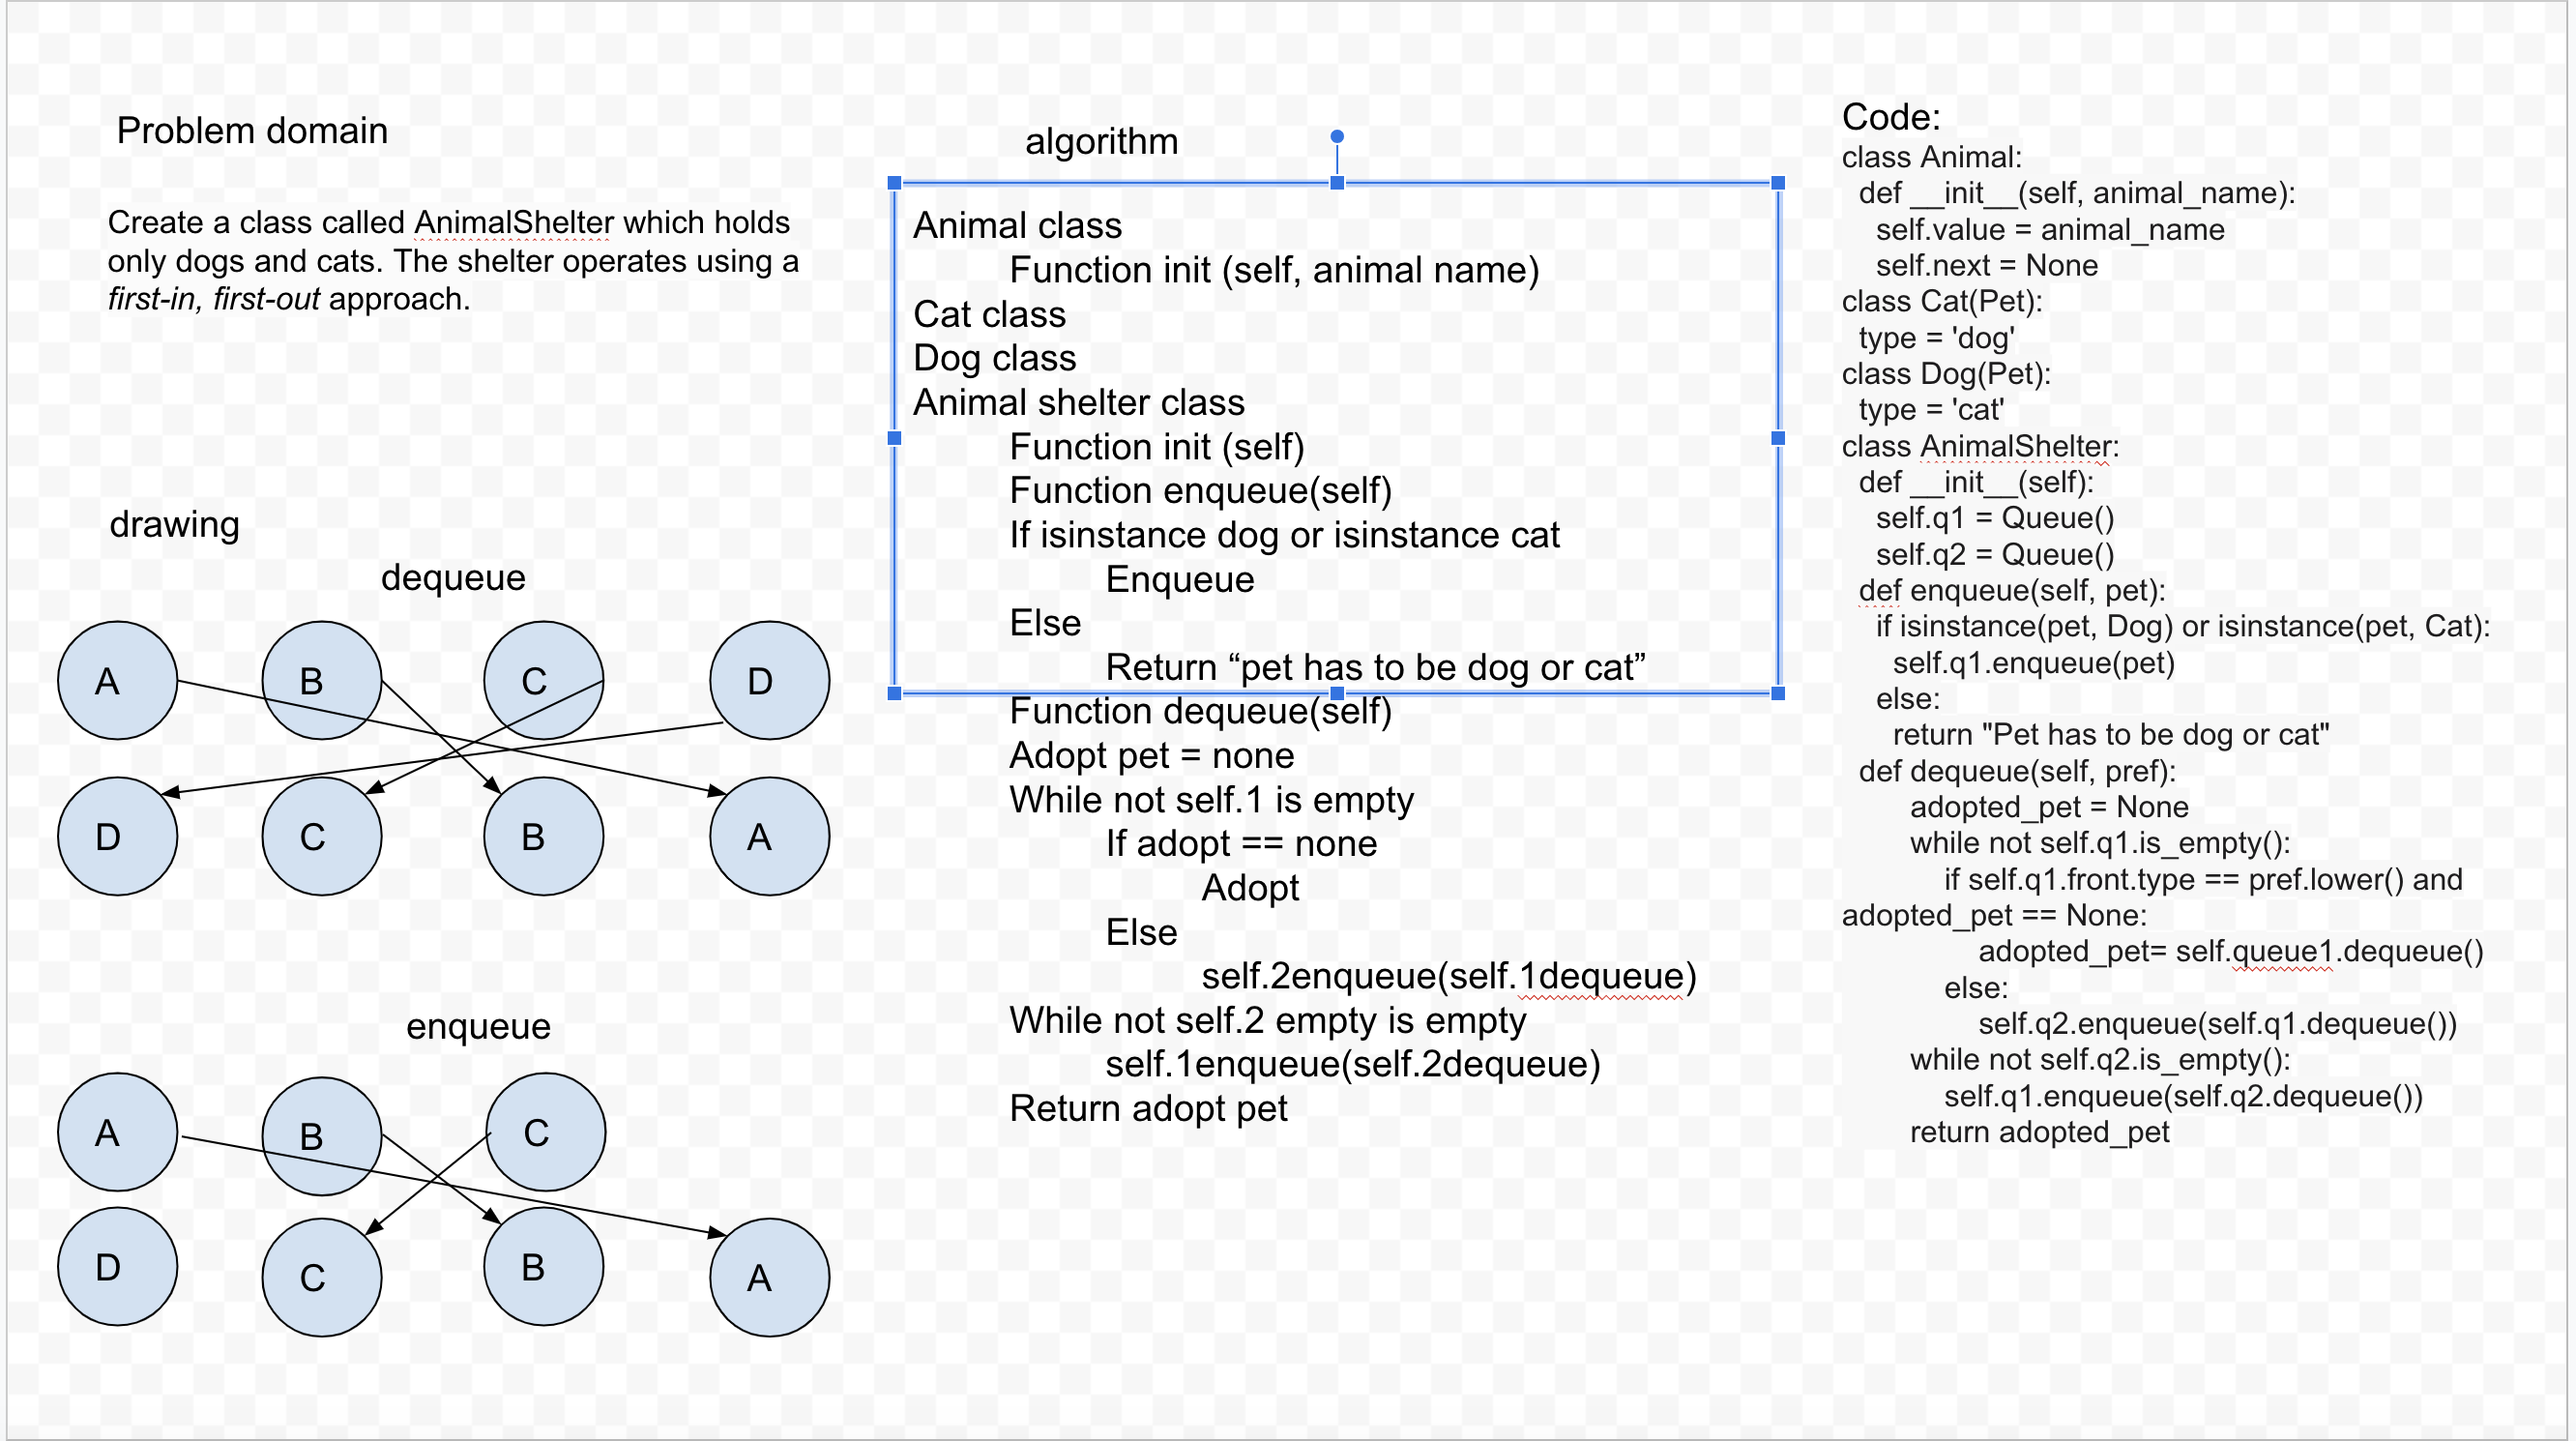 Problem domain
Create a class called AnimalShelter which holds
only dogs and cats. The shelter operates using a
first-in, first-out approach.
drawing
dequeue
A B C D
D C B A
enqueue
A B C
D C B A
algorithm
Animal class
Function init (self, animal name)
Cat class
Dog class
Animal shelter class
Function init (self)
Function enqueue(self)
If isinstance dog or isinstance cat
Enqueue
Else
Return “pet has to be dog or cat”
Function dequeue(self)
Adopt pet = none
While not self.1 is empty
If adopt == none
Adopt
Else
self.2enqueue(self.1dequeue)
While not self.2 empty is empty
self.1enqueue(self.2dequeue)
Return adopt pet
Code:
class Animal:
def __init__(self, animal_name):
self.value = animal_name
self.next = None
class Cat(Pet):
type = 'dog'
class Dog(Pet):
type = 'cat'
class AnimalShelter:
def __init__(self):
self.q1 = Queue()
self.q2 = Queue()
def enqueue(self, pet):
if isinstance(pet, Dog) or isinstance(pet, Cat):
self.q1.enqueue(pet)
else:
return "Pet has to be dog or cat"
def dequeue(self, pref):
adopted_pet = None
while not self.q1.is_empty():
if self.q1.front.type == pref.lower() and
adopted_pet == None:
adopted_pet= self.queue1.dequeue()
else:
self.q2.enqueue(self.q1.dequeue())
while not self.q2.is_empty():
self.q1.enqueue(self.q2.dequeue())
return adopted_pet